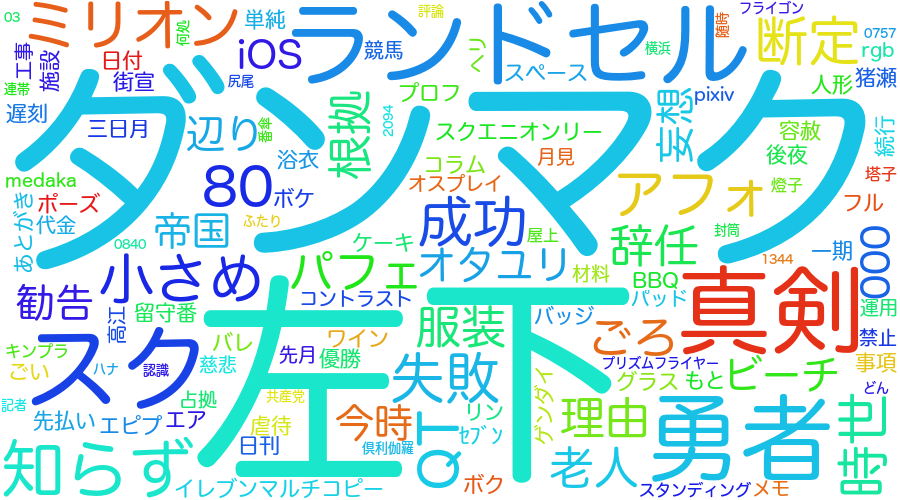 03
ミリオン
何処
単純
iOS
競馬
ランドセル
評論
ヘリ
スペース
横浜
フライゴン
随時
断定
0757
rgb
工事
施設
日付
街宣
連帯
遅刻
三日月
尻尾
辺り
番傘
根拠
2094
プロフ
スクエニオンリー
妄想
pixiv
人形
猪瀬
容赦
後夜
続行
ダンマク
浴衣
コラム
月見
medaka
ポーズ
80
ボケ
オスプレイ
アフォ
燈子
塔子
フル
あとがき
代金
帝国
ふたり
成功
屋上
辞任
封筒
0840
ケーキ
オタユリ
1344
一期
000
小さめ
パフェ
材料
BBQ
パッド
真剣
勧告
高江
留守番
コントラスト
服装
バッジ
ごろ
運用
禁止
キンプラ
ごい
ハナ
スク
認識
バレ
慈悲
先月
優勝
ワイン
左下
失敗
プリズムフライヤー
グラス
もと
ビーチ
事項
どん
記者
先払い
エピプ
エア
占拠
共産党
虐待
今時
QT
リン
ゲンダイ
理由
勇者
時世
知らず
日刊
倶利伽羅
ｾﾌﾞﾝ
老人
イレブンマルチコピー
ボク
スタンディング
メモ